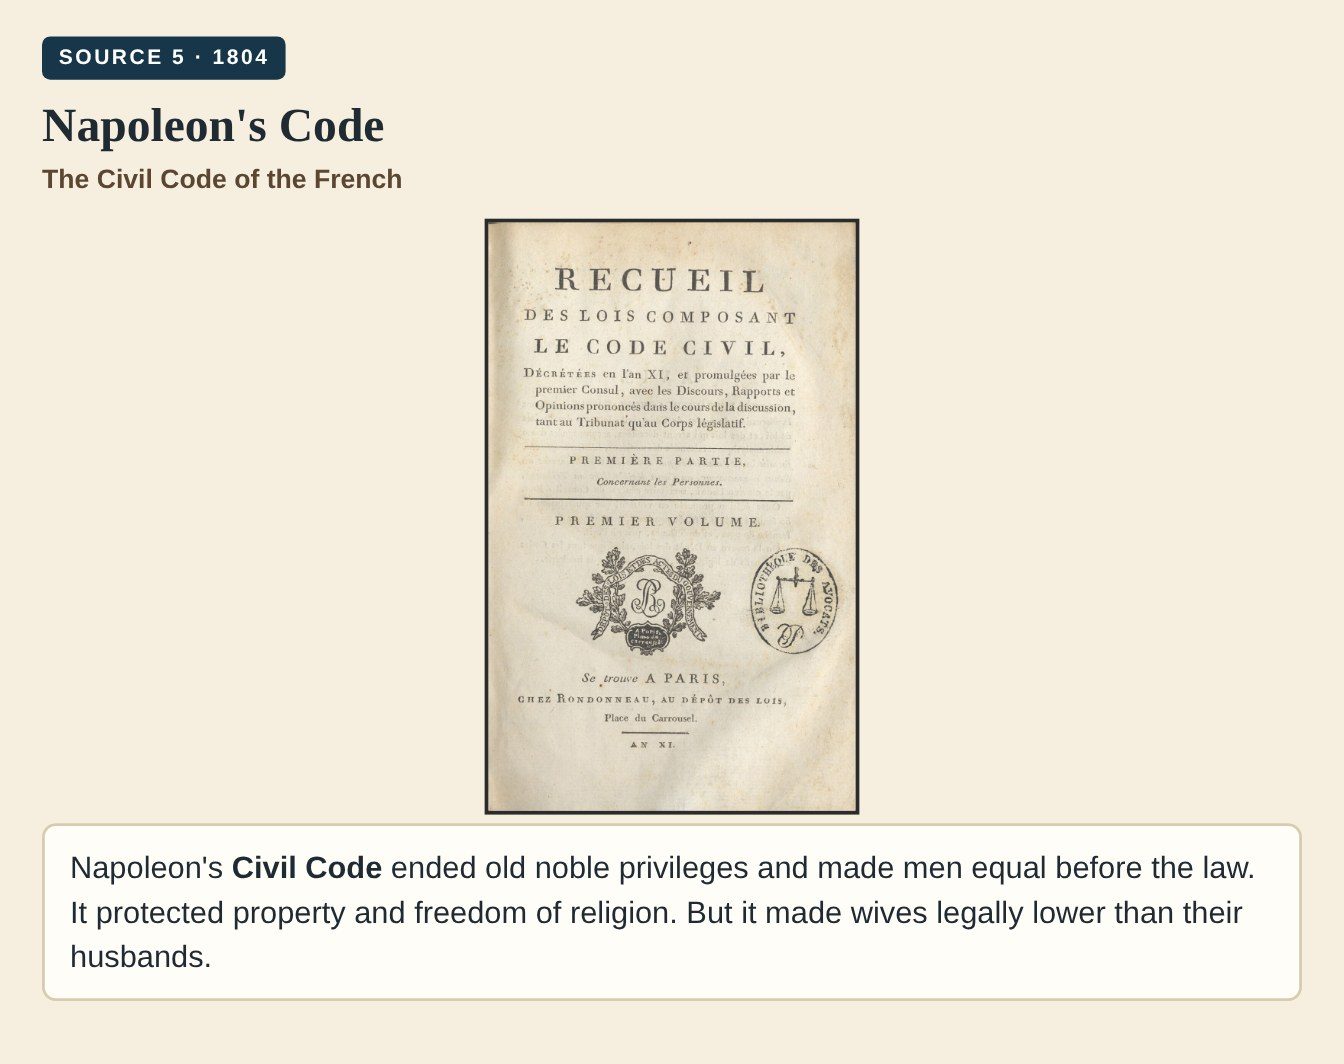 SOURCE 5 · 1804
Napoleon's Code
The Civil Code of the French
RECUEIL
DES LOIS COMPOSANT
LE CODE CIVIL,
DÉCRÉTÉES en l'an XI, et promulguées par le
premier Consul, avec les Discours, Rapports et
Opinions prononcés dans le cours de la discussion,
tant au Tribunat qu'au Corps législatif.
PREMIÈRE PARTIE,
Concernant les Personnes.
PREMIER VOLUME.
BIBLIOTHÈQUE DES AVOCATS.
Se trouve A PARIS,
CHEZ RONDONNEAU, AU DÉPÔT DES LOIS,
Place du Carrousel.
AN XI.
Napoleon's Civil Code ended old noble privileges and made men equal before the law.
It protected property and freedom of religion. But it made wives legally lower than their
husbands.